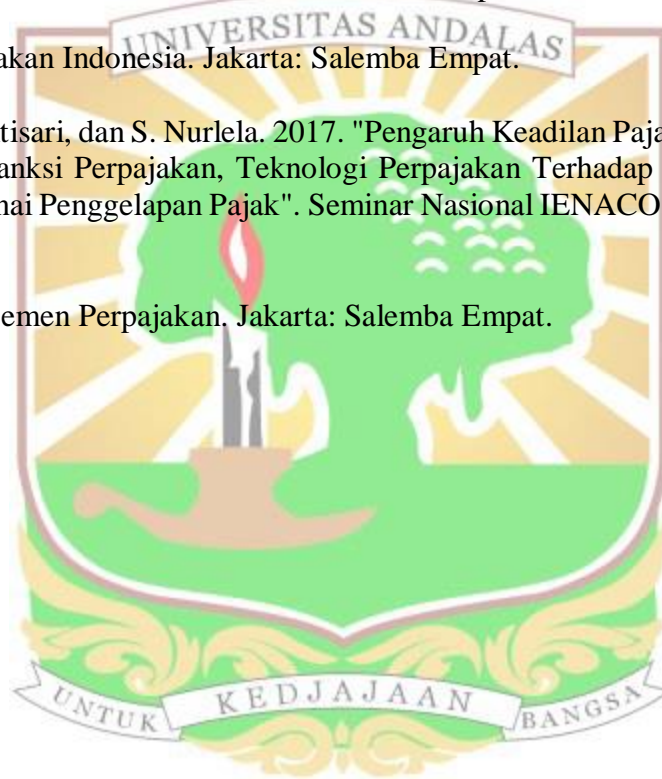 UNIVERSITAS ANDALAS
akan Indonesia. Jakarta: Salemba Empat.
tisari, dan S. Nurlela. 2017. "Pengaruh Keadilan Paja
anksi Perpajakan, Teknologi Perpajakan Terhadap
nai Penggelapan Pajak". Seminar Nasional IENACO
emen Perpajakan. Jakarta: Salemba Empat.
UNTUK KEDJAJAAN BANGSA